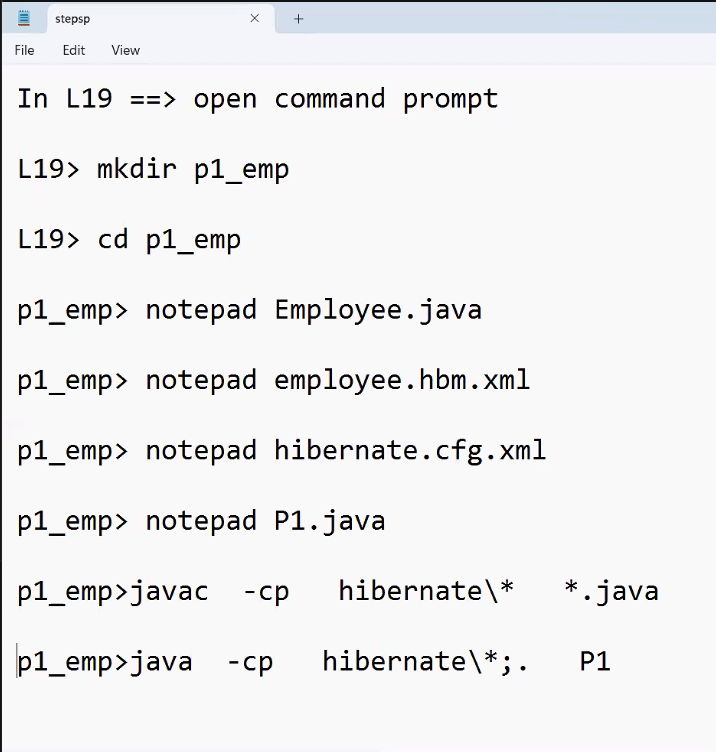 stepsp
File Edit View
In L19 ==> open command prompt
L19> mkdir p1_emp
L19> cd p1_emp
p1_emp> notepad Employee.java
p1_emp> notepad employee.hbm.xml
p1_emp> notepad hibernate.cfg.xml
p1_emp> notepad P1.java
p1_emp>javac  -cp   hibernate\*   *.java
p1_emp>java  -cp   hibernate\*;.   P1